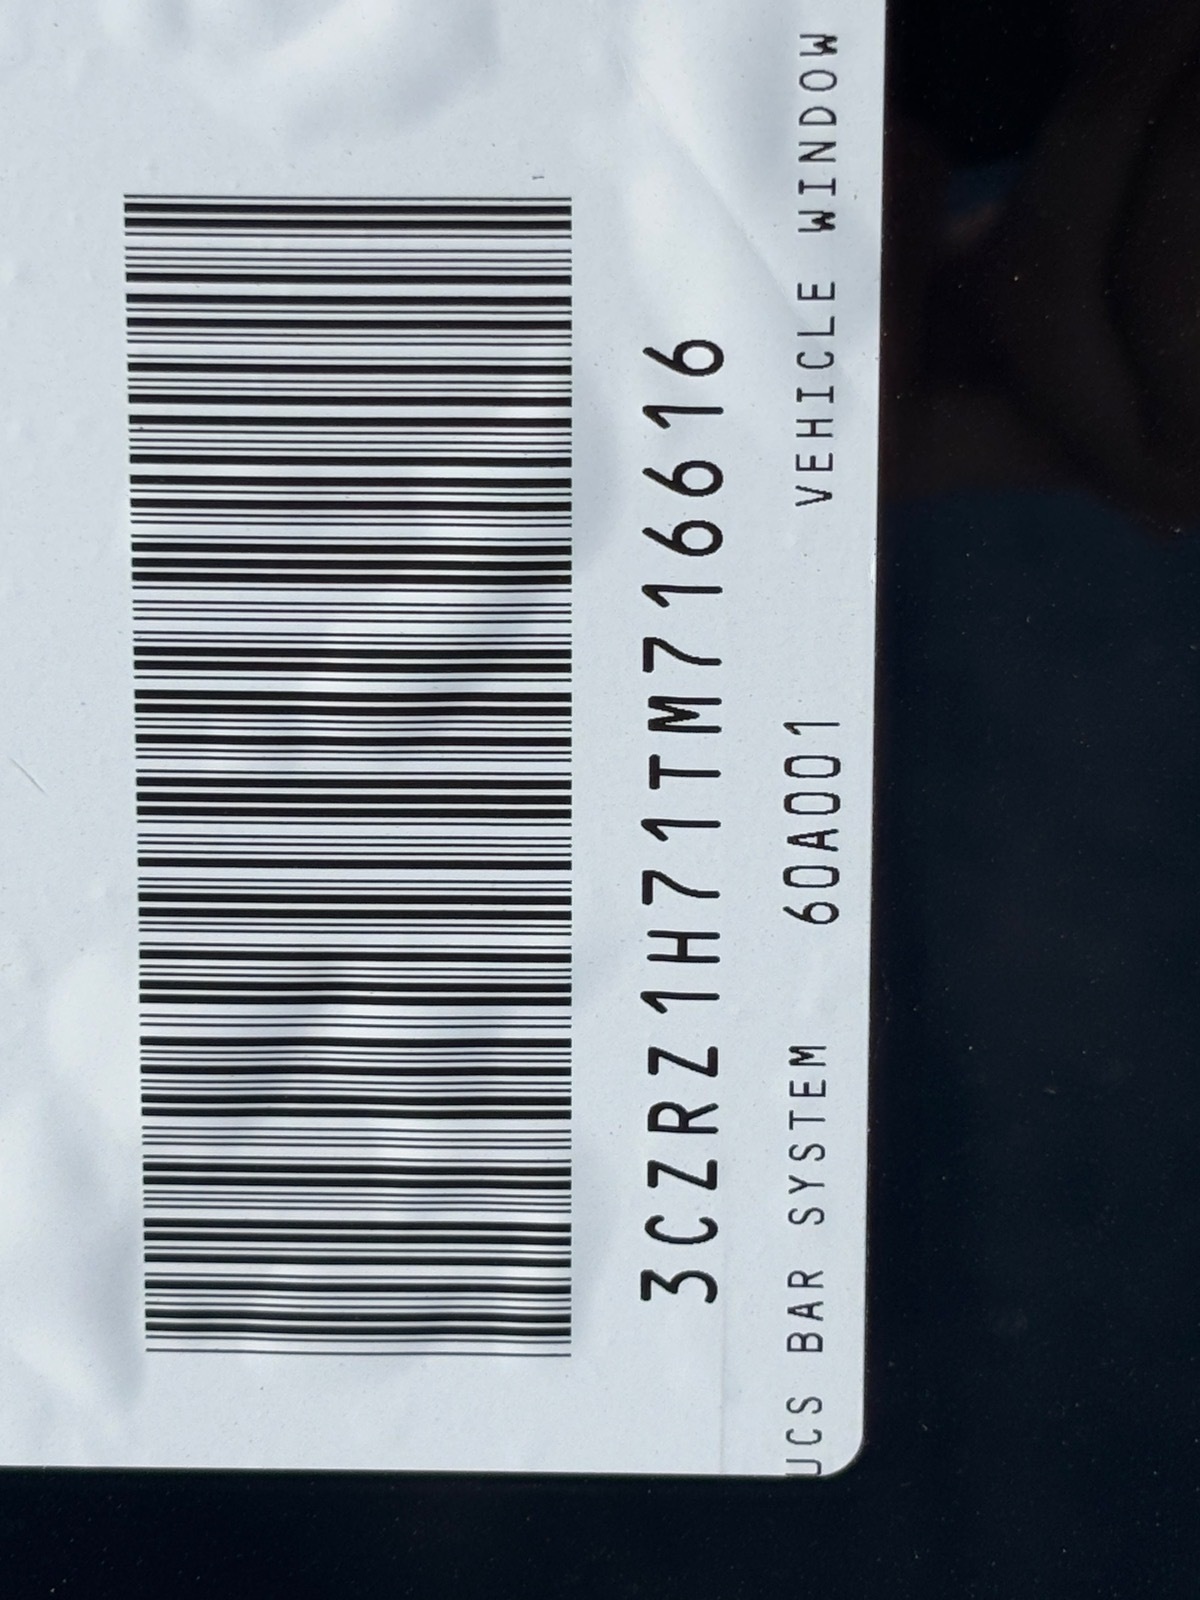 3CZRZ1H71TM716616
UCS BAR SYSTEM 60A001 VEHICLE WINDOW